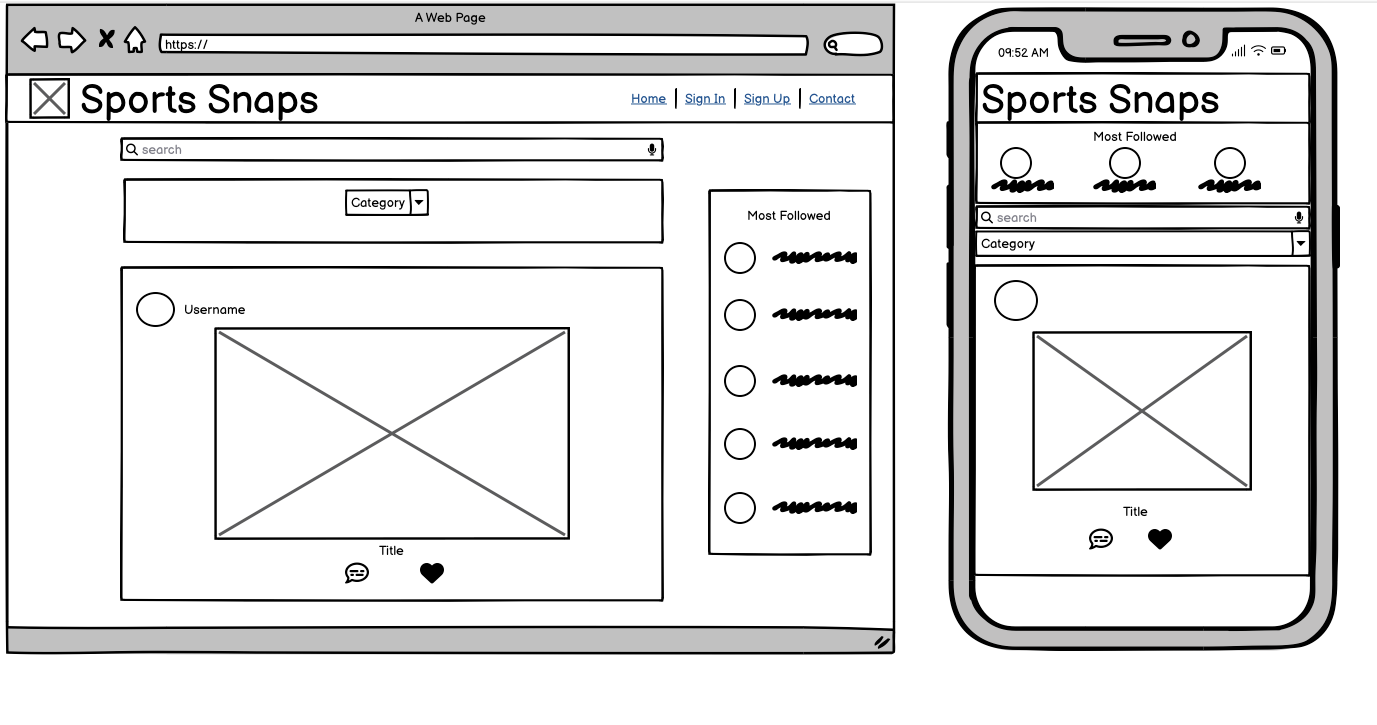 A Web Page
https://
Sports Snaps
Home
Sign In
Sign Up
Contact
search
Category
Most Followed
Username
Title
09:52 AM
Sports Snaps
Most Followed
search
Category
Title